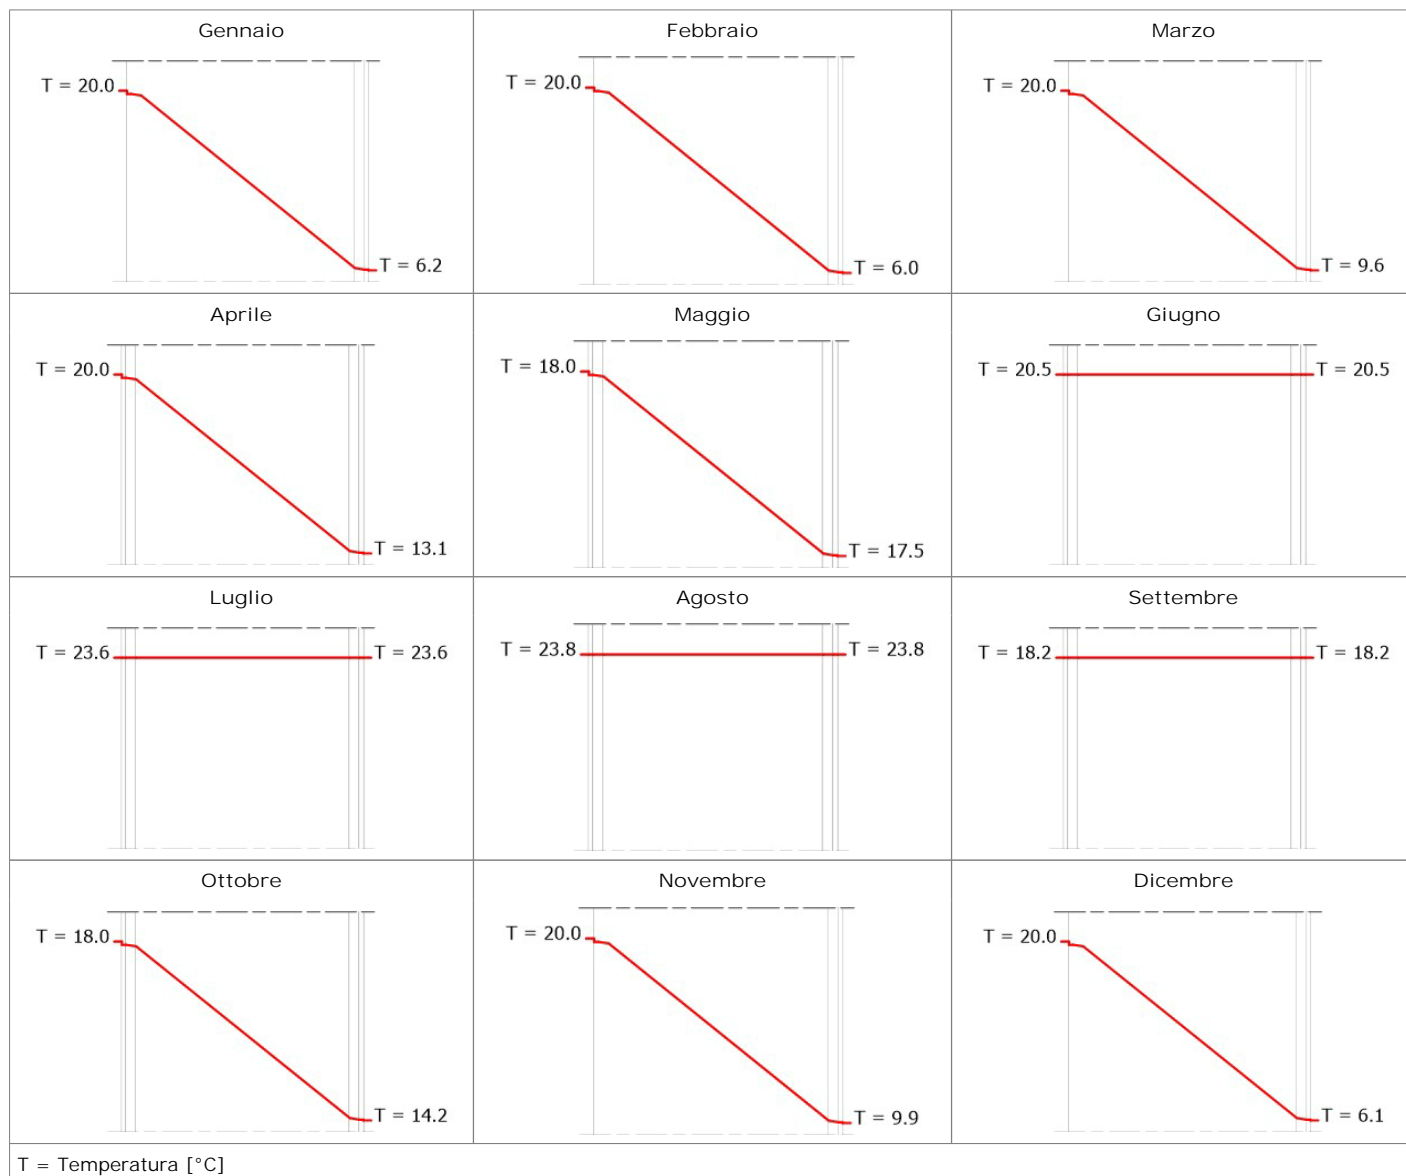 Gennaio
T = 20.0
T = 6.2
Febbraio
T = 20.0
T = 6.0
Marzo
T = 20.0
T = 9.6
Aprile
T = 20.0
T = 13.1
Maggio
T = 18.0
T = 17.5
Giugno
T = 20.5
T = 20.5
Luglio
T = 23.6
T = 23.6
Agosto
T = 23.8
T = 23.8
Settembre
T = 18.2
T = 18.2
Ottobre
T = 18.0
T = 14.2
Novembre
T = 20.0
T = 9.9
Dicembre
T = 20.0
T = 6.1
T = Temperatura [°C]